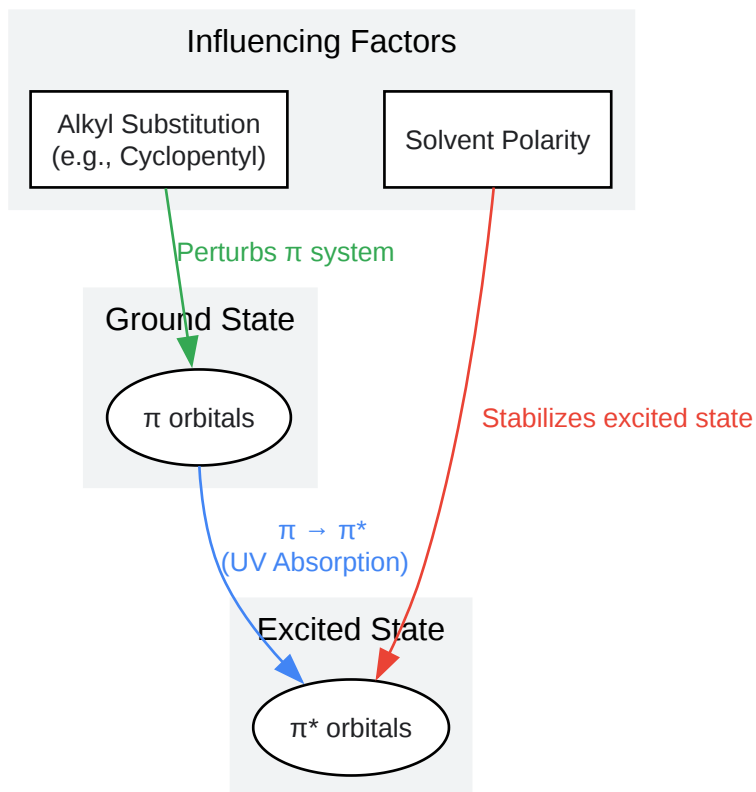 Influencing Factors
Alkyl Substitution
(e.g., Cyclopentyl)
Solvent Polarity
Perturbs π system
Ground State
π orbitals
Stabilizes excited state
π → π*
(UV Absorption)
Excited State
π* orbitals